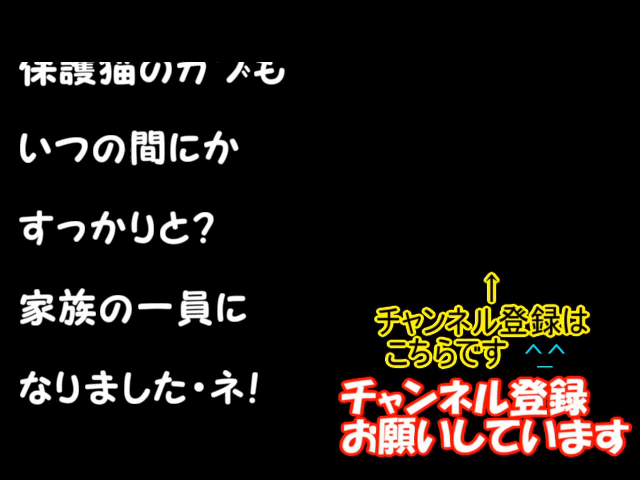 保護猫のガブも
いつの間にか
すっかりと?
家族の一員に
なりました・ネ!
↑
チャンネル登録は
こちらです ^_^
チャンネル登録
お願いしています